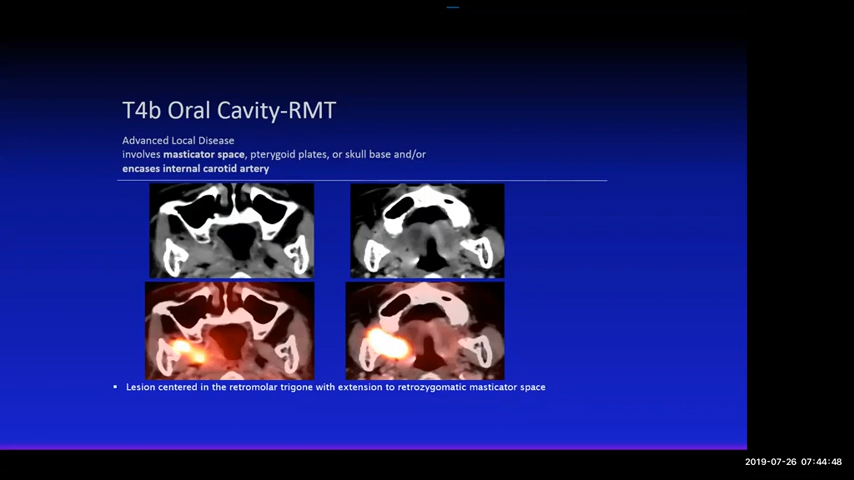 T4b Oral Cavity-RMT
Advanced Local Disease
involves masticator space, pterygoid plates, or skull base and/or
encases internal carotid artery
▪ Lesion centered in the retromolar trigone with extension to retrozygomatic masticator space
2019-07-26 07:44:48